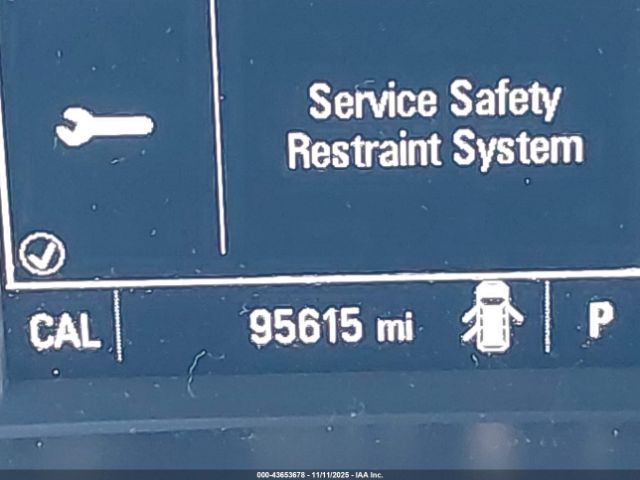 Service Safety
Restraint System
CAL
95615 mi
P
000-43653678 - 11/11/2025 - IAA Inc.